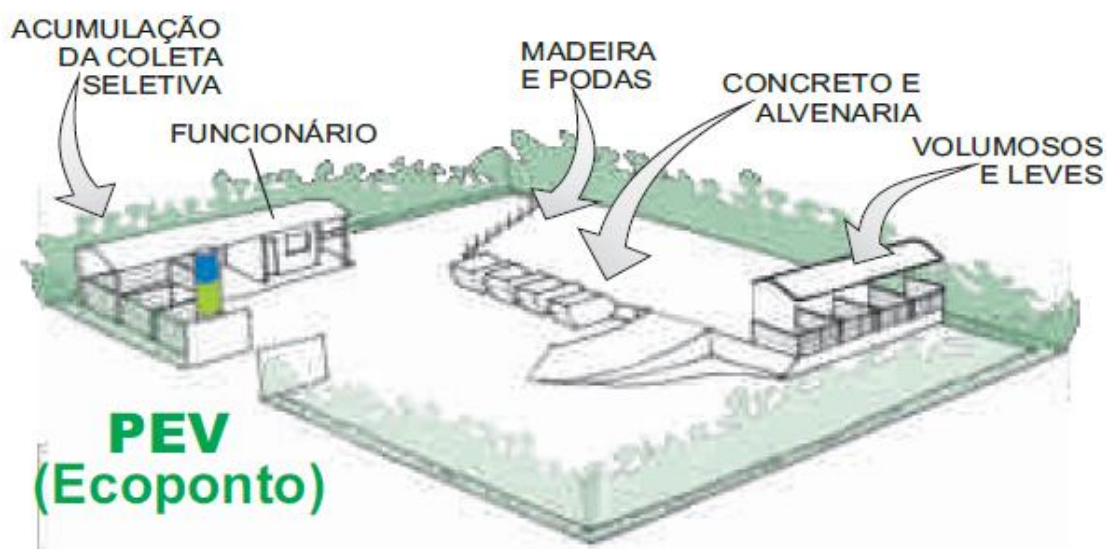 ACUMULAÇÃO
DA COLETA
SELETIVA
FUNCIONÁRIO
MADEIRA
E PODAS
CONCRETO E
ALVENARIA
VOLUMOSOS
E LEVES
PEV
(Ecoponto)